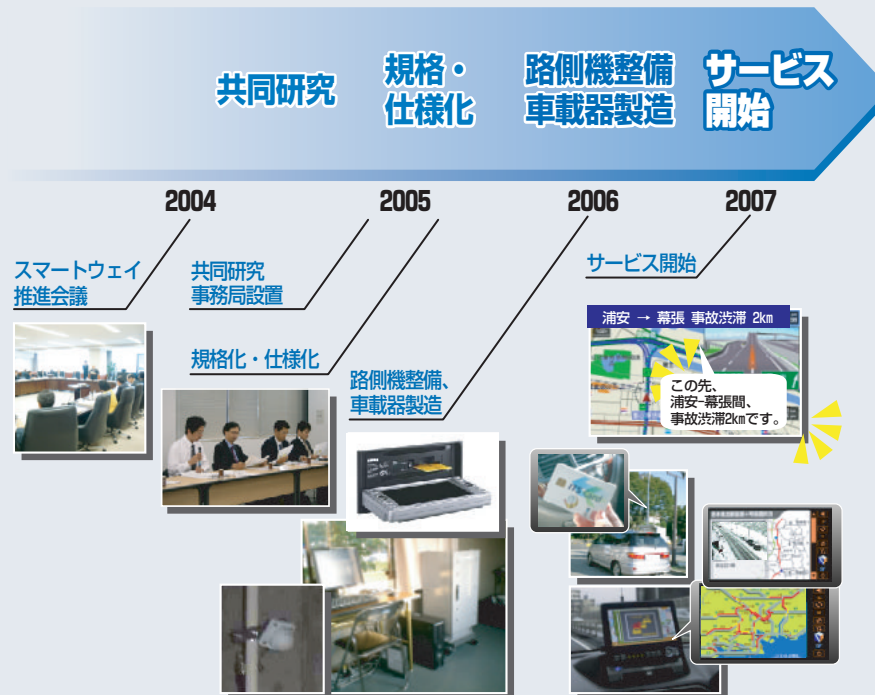 共同研究
規格・
仕様化
路側機整備
車載器製造
サービス
開始
2004
2005
2006
2007
スマートウェイ
推進会議
共同研究
事務局設置
規格化・仕様化
路側機整備、
車載器製造
サービス開始
浦安 → 幕張 事故渋滞 2km
この先、
浦安-幕張間、
事故渋滞2kmです。